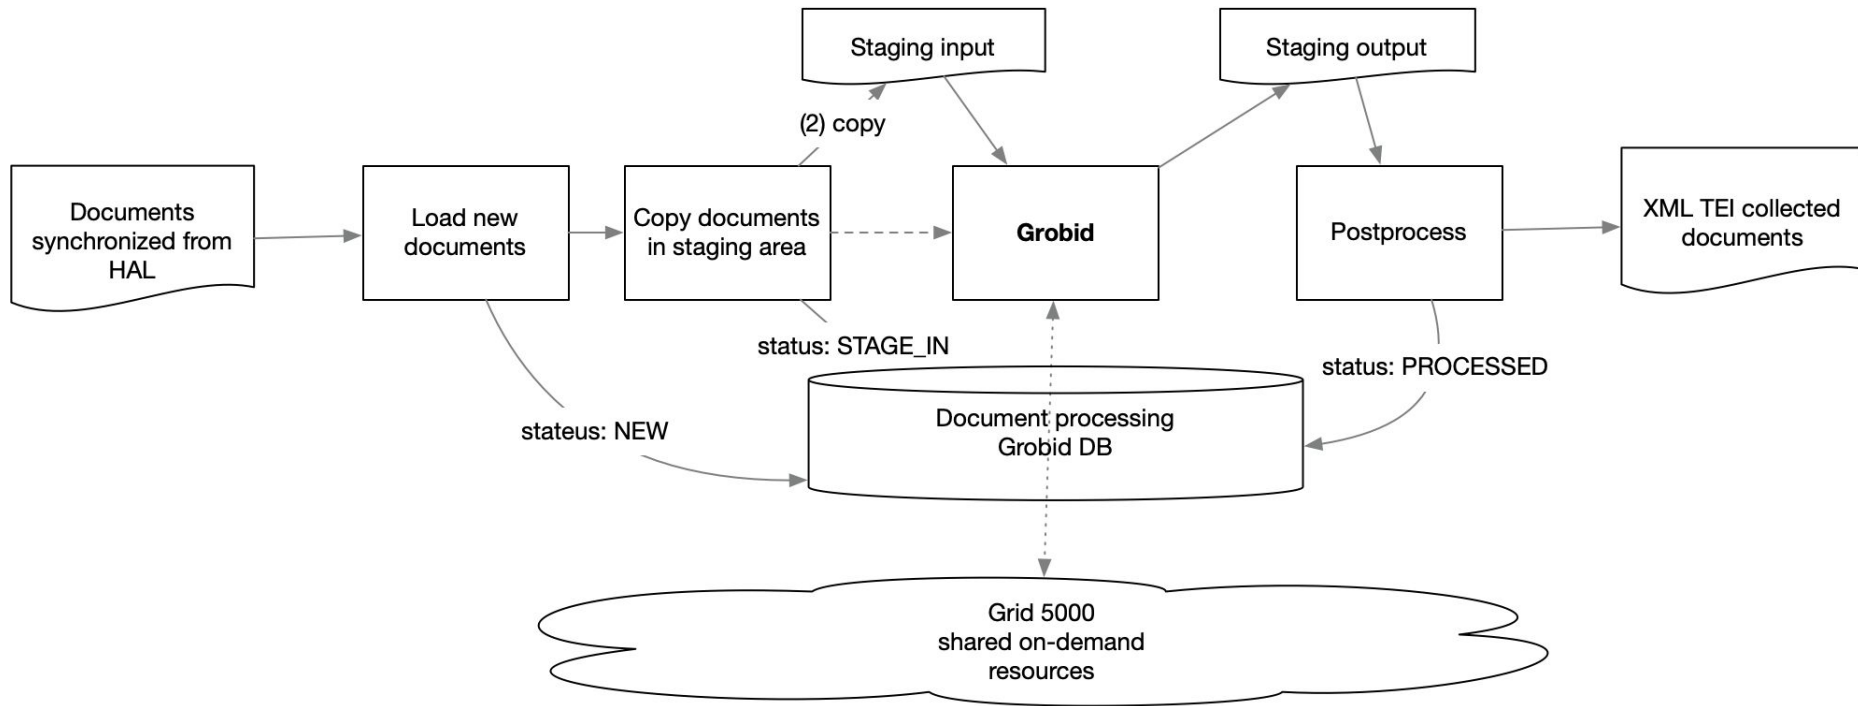 Staging input
Staging output
(2) copy
Documents
synchronized from
HAL
Load new
documents
Copy documents
in staging area
Grobid
Postprocess
XML TEI collected
documents
status: STAGE_IN
status: PROCESSED
stateus: NEW
Document processing
Grobid DB
Grid 5000
shared on-demand
resources